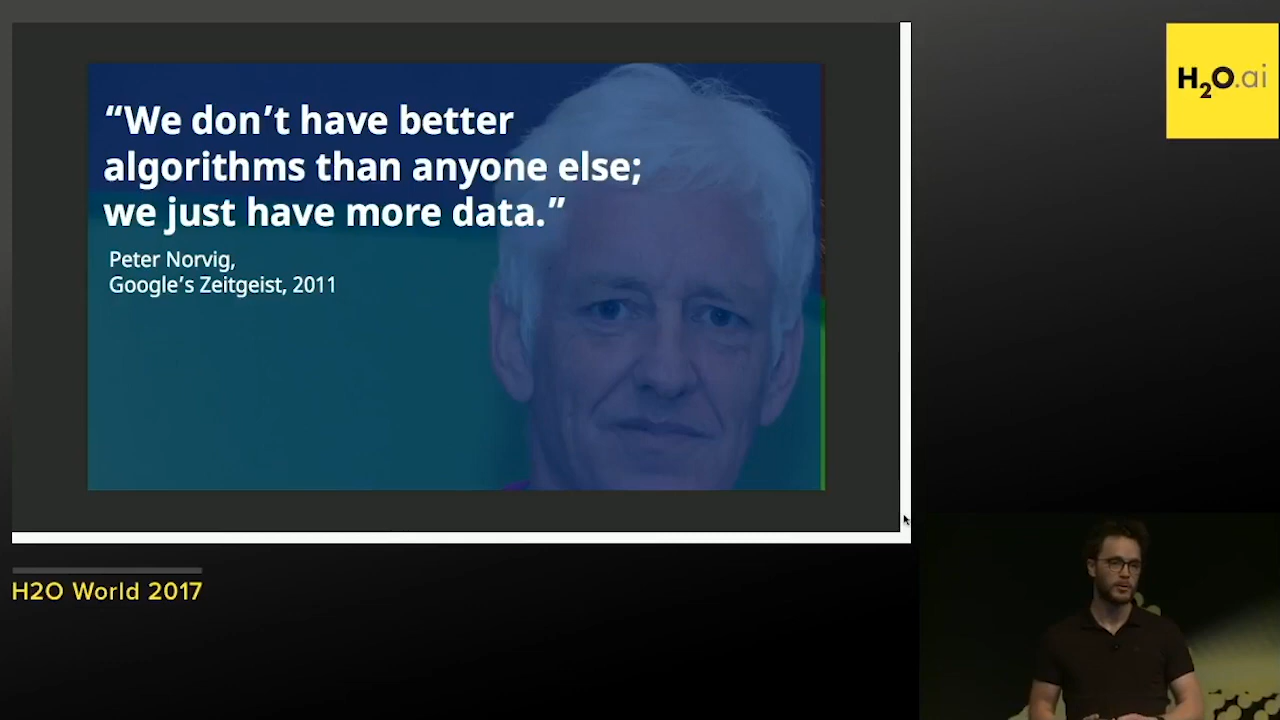 “We don’t have better
algorithms than anyone else;
we just have more data.”
Peter Norvig,
Google’s Zeitgeist, 2011
H2O.ai
H2O World 2017